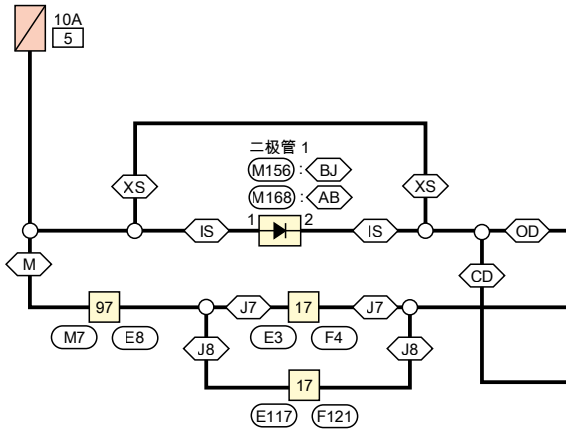 10A
5
二极管 1
M156 : BJ
M168 : AB
XS
XS
1
2
IS
IS
OD
M
CD
97
J7
17
J7
M7
E8
E3
F4
J8
J8
17
E117
F121